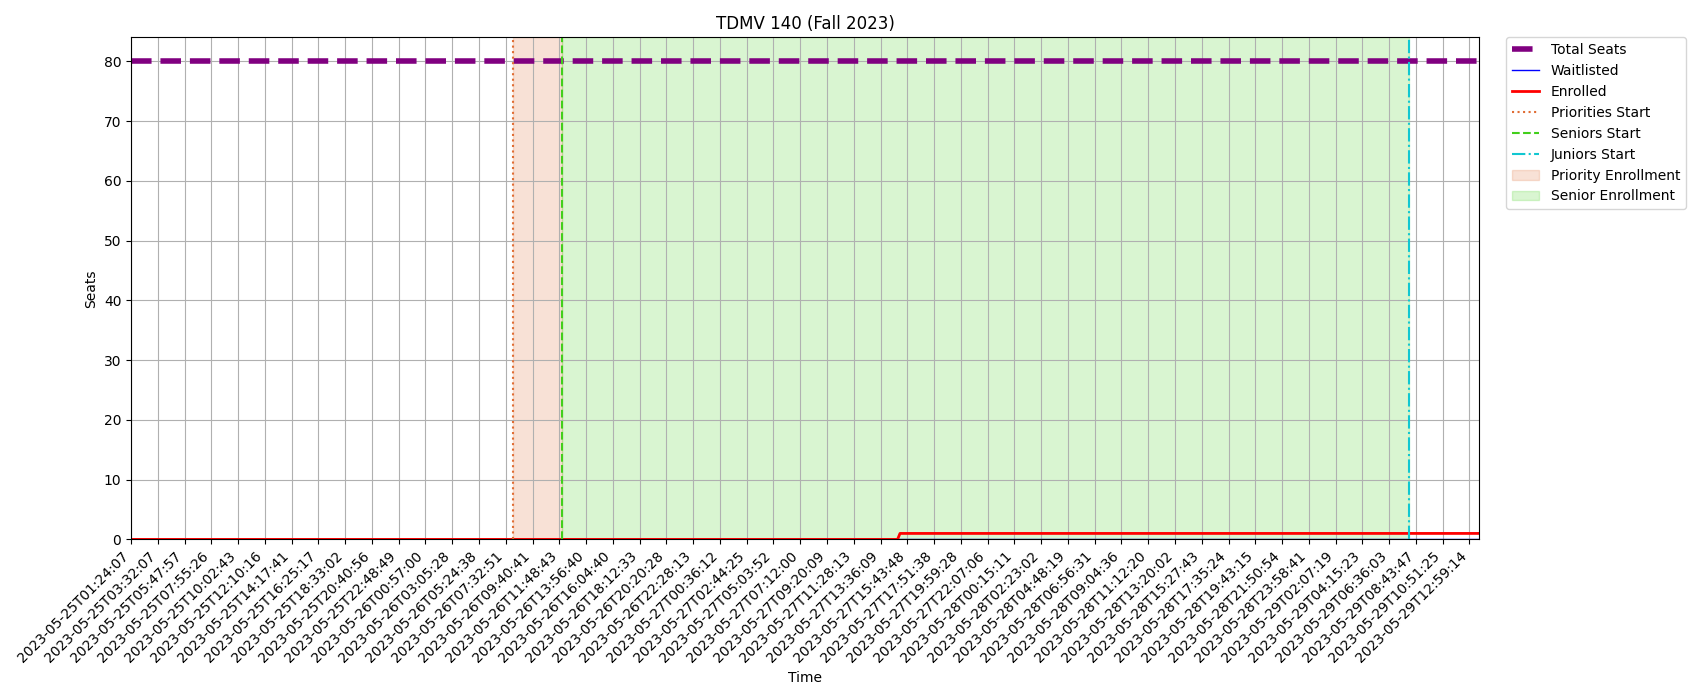 TDMV 140 (Fall 2023)
Seats
80
70
60
50
40
30
20
10
0
2023-05-25T01:24:07
2023-05-25T03:32:07
2023-05-25T05:47:57
2023-05-25T07:55:26
2023-05-25T10:02:43
2023-05-25T12:10:16
2023-05-25T14:17:41
2023-05-25T16:25:17
2023-05-25T18:33:02
2023-05-25T20:40:56
2023-05-25T22:48:49
2023-05-26T00:57:00
2023-05-26T03:05:28
2023-05-26T05:24:38
2023-05-26T07:32:51
2023-05-26T09:40:41
2023-05-26T11:48:43
2023-05-26T13:56:40
2023-05-26T16:04:40
2023-05-26T18:12:33
2023-05-26T20:20:28
2023-05-26T22:28:13
2023-05-27T00:36:12
2023-05-27T02:44:25
2023-05-27T05:03:52
2023-05-27T07:12:00
2023-05-27T09:20:09
2023-05-27T11:28:13
2023-05-27T13:36:09
2023-05-27T15:43:48
2023-05-27T17:51:38
2023-05-27T19:59:28
2023-05-27T22:07:06
2023-05-28T00:15:11
2023-05-28T02:23:02
2023-05-28T04:48:19
2023-05-28T06:56:31
2023-05-28T09:04:36
2023-05-28T11:12:20
2023-05-28T13:20:02
2023-05-28T15:27:43
2023-05-28T17:35:24
2023-05-28T19:43:15
2023-05-28T21:50:54
2023-05-28T23:58:41
2023-05-29T02:07:19
2023-05-29T04:15:23
2023-05-29T06:36:03
2023-05-29T08:43:47
2023-05-29T10:51:25
2023-05-29T12:59:14
Time
Total Seats
Waitlisted
Enrolled
Priorities Start
Seniors Start
Juniors Start
Priority Enrollment
Senior Enrollment